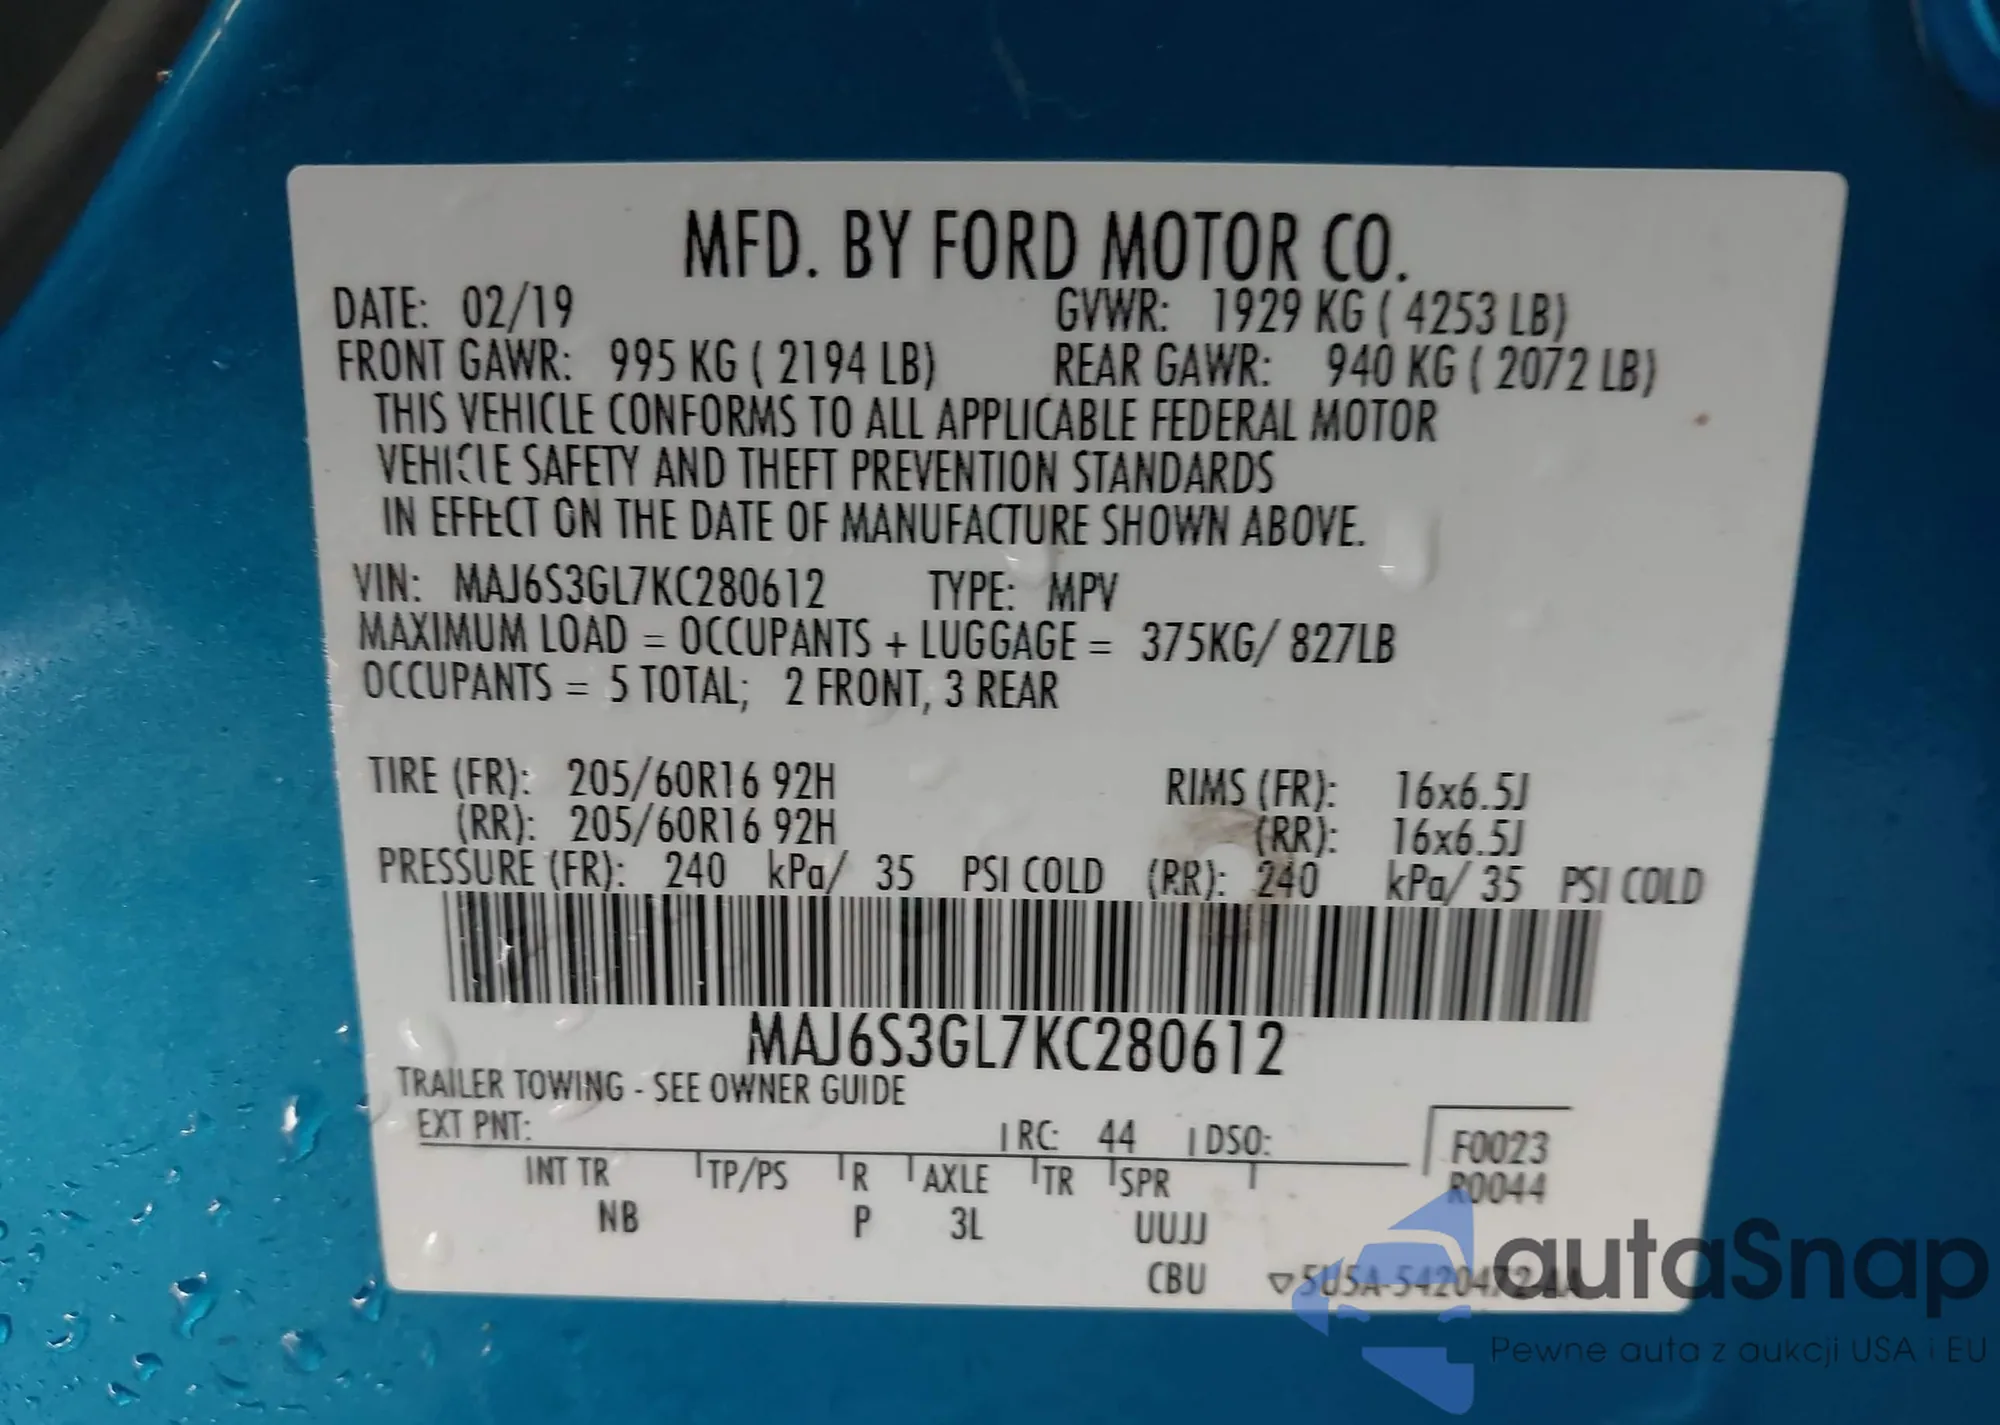 MFD. BY FORD MOTOR CO.
DATE: 02/19 GVWR: 1929 KG ( 4253 LB)
FRONT GAWR: 995 KG ( 2194 LB) REAR GAWR: 940 KG ( 2072 LB)
THIS VEHICLE CONFORMS TO ALL APPLICABLE FEDERAL MOTOR
VEHICLE SAFETY AND THEFT PREVENTION STANDARDS
IN EFFECT ON THE DATE OF MANUFACTURE SHOWN ABOVE.
VIN: MAJ6S3GL7KC280612 TYPE: MPV
MAXIMUM LOAD = OCCUPANTS + LUGGAGE = 375KG/ 827LB
OCCUPANTS = 5 TOTAL; 2 FRONT, 3 REAR
TIRE (FR): 205/60R16 92H RIMS (FR): 16x6.5J
(RR): 205/60R16 92H (RR): 16x6.5J
PRESSURE (FR): 240 kPa/ 35 PSI COLD (RR): 240 kPa/ 35 PSI COLD
MAJ6S3GL7KC280612
TRAILER TOWING - SEE OWNER GUIDE
EXT PNT: RC: 44 DSO: F0023
INT TR TP/PS R AXLE TR SPR R0044
NB P 3L UUJJ
CBU 5U5A-5420472-AA
autaSnap
Pewne auta z aukcji USA i EU